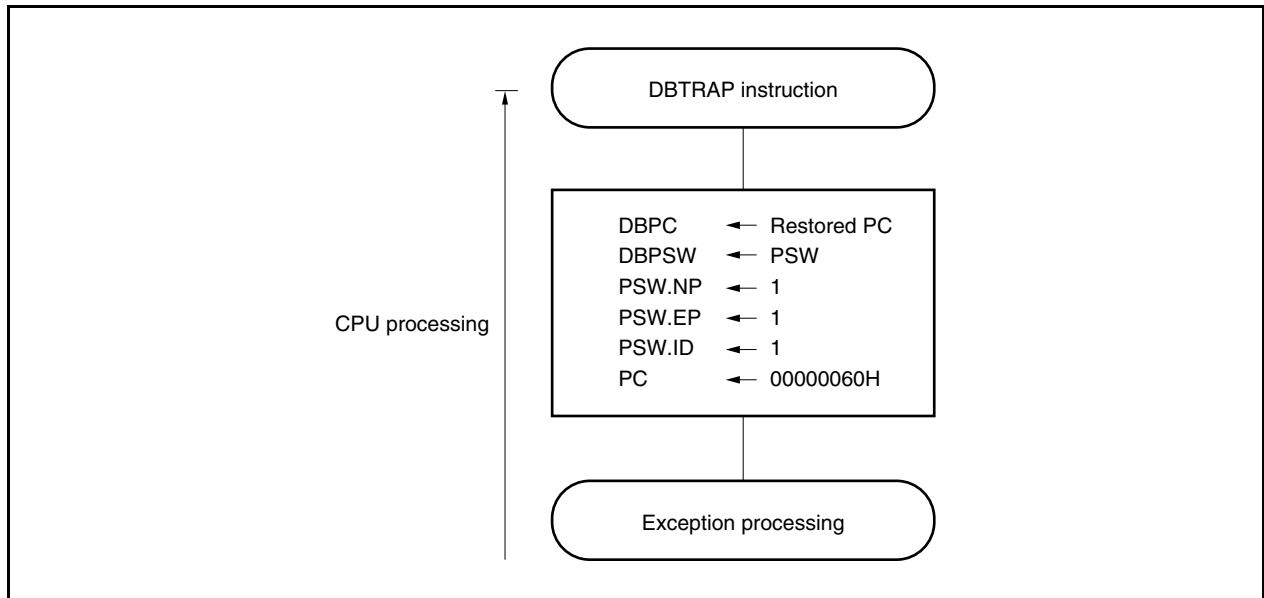 DBTRAP instruction
DBPC ← Restored PC
DBPSW ← PSW
PSW.NP ← 1
PSW.EP ← 1
PSW.ID ← 1
PC ← 00000060H
CPU processing
Exception processing